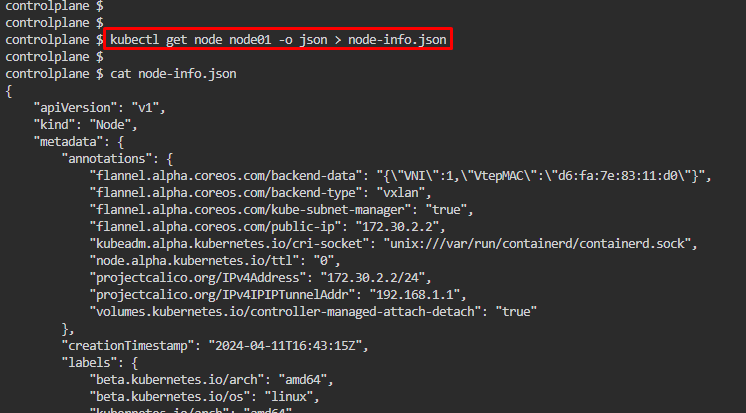 controlplane $
controlplane $
controlplane $ kubectl get node node01 -o json > node-info.json
controlplane $
controlplane $ cat node-info.json
{
    "apiVersion": "v1",
    "kind": "Node",
    "metadata": {
        "annotations": {
            "flannel.alpha.coreos.com/backend-data": "{\"VNI\":1,\"VtepMAC\":\"d6:fa:7e:83:11:d0\"}",
            "flannel.alpha.coreos.com/backend-type": "vxlan",
            "flannel.alpha.coreos.com/kube-subnet-manager": "true",
            "flannel.alpha.coreos.com/public-ip": "172.30.2.2",
            "kubeadm.alpha.kubernetes.io/cri-socket": "unix:///var/run/containerd/containerd.sock",
            "node.alpha.kubernetes.io/ttl": "0",
            "projectcalico.org/IPv4Address": "172.30.2.2/24",
            "projectcalico.org/IPv4IPIPTunnelAddr": "192.168.1.1",
            "volumes.kubernetes.io/controller-managed-attach-detach": "true"
        },
        "creationTimestamp": "2024-04-11T16:43:15Z",
        "labels": {
            "beta.kubernetes.io/arch": "amd64",
            "beta.kubernetes.io/os": "linux",
            "kubernetes.io/arch": "amd64",